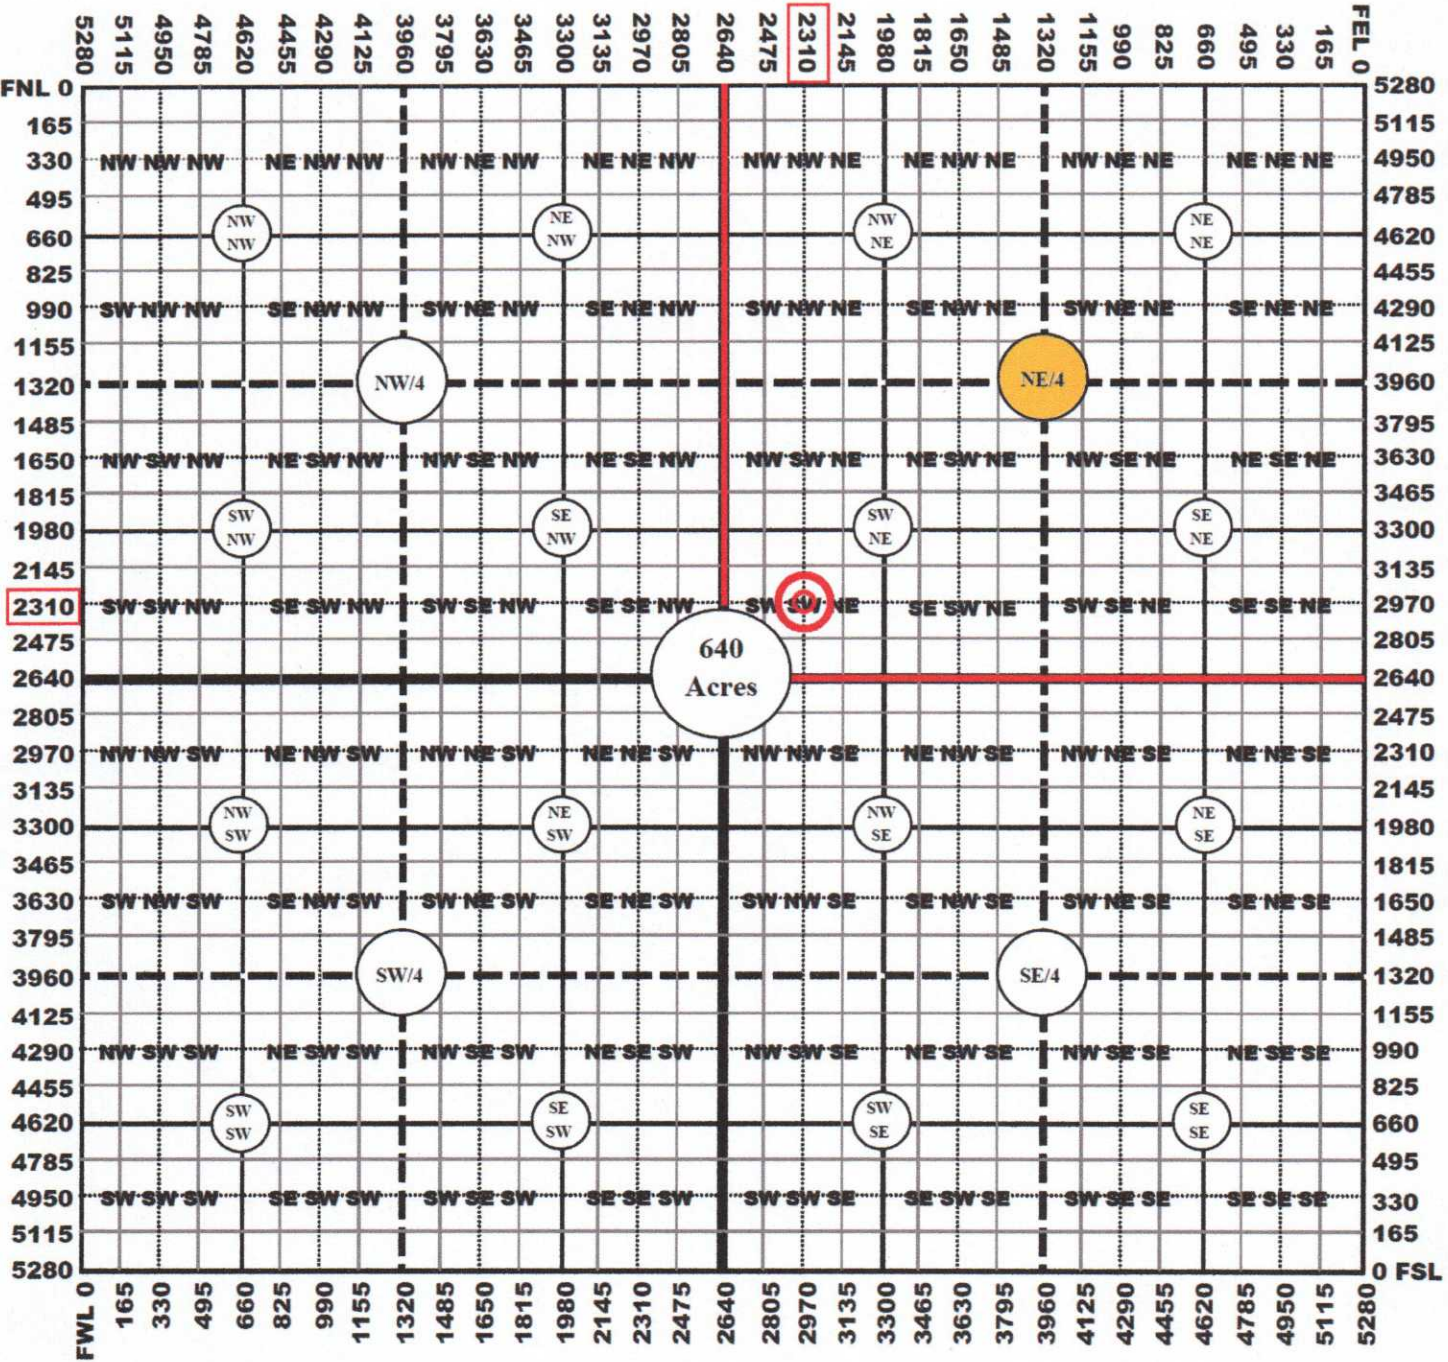 5280 5115 4950 4785 4620 4455 4290 4125 3960 3795 3630 3465 3300 3135 2970 2805 2640 2475 2310 2145 1980 1815 1650 1485 1320 1155 990 825 660 495 330 165 FEL 0
FNL 0 5280
165 5115
330 NW NW NW NE NW NW NW NE NW NE NE NW NW NW NE NE NW NE NW NE NE NE NE NE 4950
495 4785
NW NE NW NE
660 4620
NW NW NE NE
825 4455
990 SW NW NW SE NW NW SW NE NW SE NE NW SW NW NE SE NW NE SW NE NE SE NE NE 4290
1155 4125
1320 NW/4 NE/4 3960
1485 3795
1650 NW SW NW NE SW NW NW SE NW NE SE NW NW SW NE NE SW NE NW SE NE NE SE NE 3630
1815 3465
SW SE SW SE
1980 3300
NW NW NE NE
2145 3135
2310 SW SW NW SE SW NW SW SE NW SE SE NW SW SW NE SE SW NE SW SE NE SE SE NE 2970
2475 640 2805
2640 Acres 2640
2805 2475
2970 NW NW SW NE NW SW NW NE SW NE NE SW NW NW SE NE NW SE NW NE SE NE NE SE 2310
3135 2145
NW NE NW NE
3300 1980
SW SW SE SE
3465 1815
3630 SW NW SW SE NW SW SW NE SW SE NE SW SW NW SE SE NW SE SW NE SE SE NE SE 1650
3795 1485
3960 SW/4 SE/4 1320
4125 1155
4290 NW SW SW NE SW SW NW SE SW NE SE SW NW SW SE NE SW SE NW SE SE NE SE SE 990
4455 825
SW SE SW SE
4620 660
SW SW SE SE
4785 495
4950 SW SW SW SE SW SW SW SE SW SE SE SW SW SW SE SE SW SE SW SE SE SE SE SE 330
5115 165
5280 0 FSL
FWL 0 165 330 495 660 825 990 1155 1320 1485 1650 1815 1980 2145 2310 2475 2640 2805 2970 3135 3300 3465 3630 3795 3960 4125 4290 4455 4620 4785 4950 5115 5280